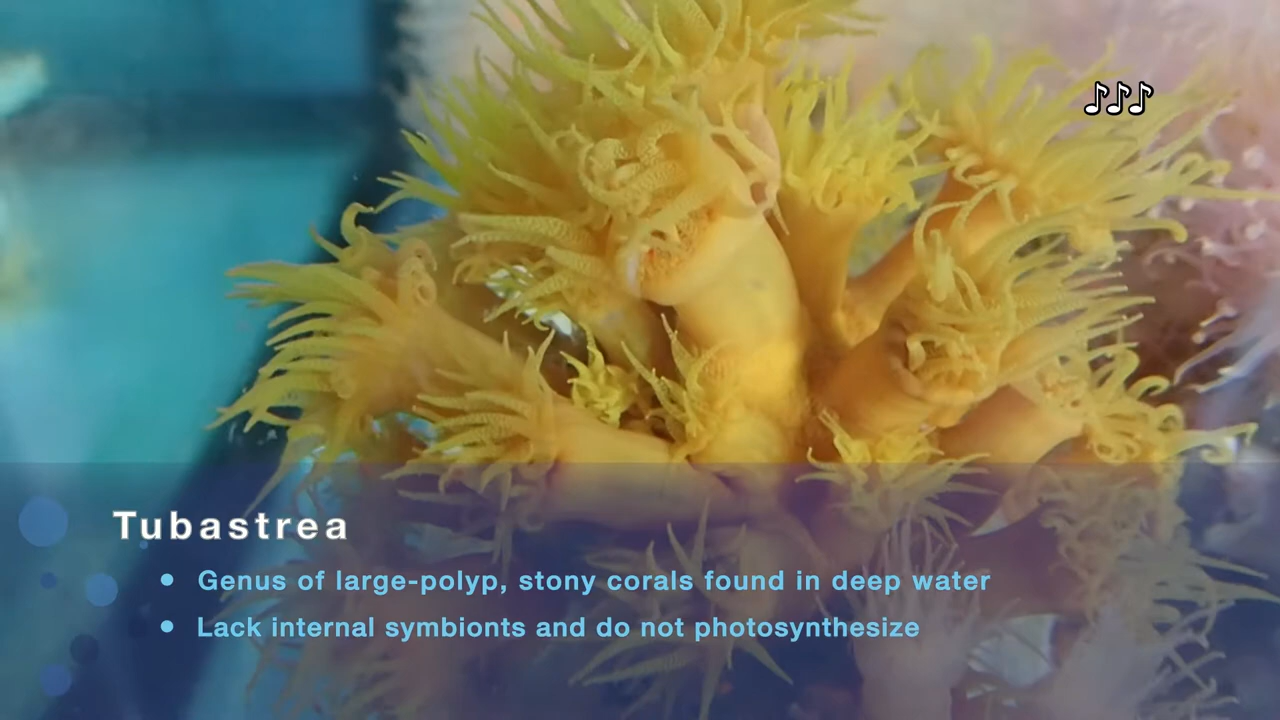 ♪♪♪
Tubastrea
• Genus of large-polyp, stony corals found in deep water
• Lack internal symbionts and do not photosynthesize